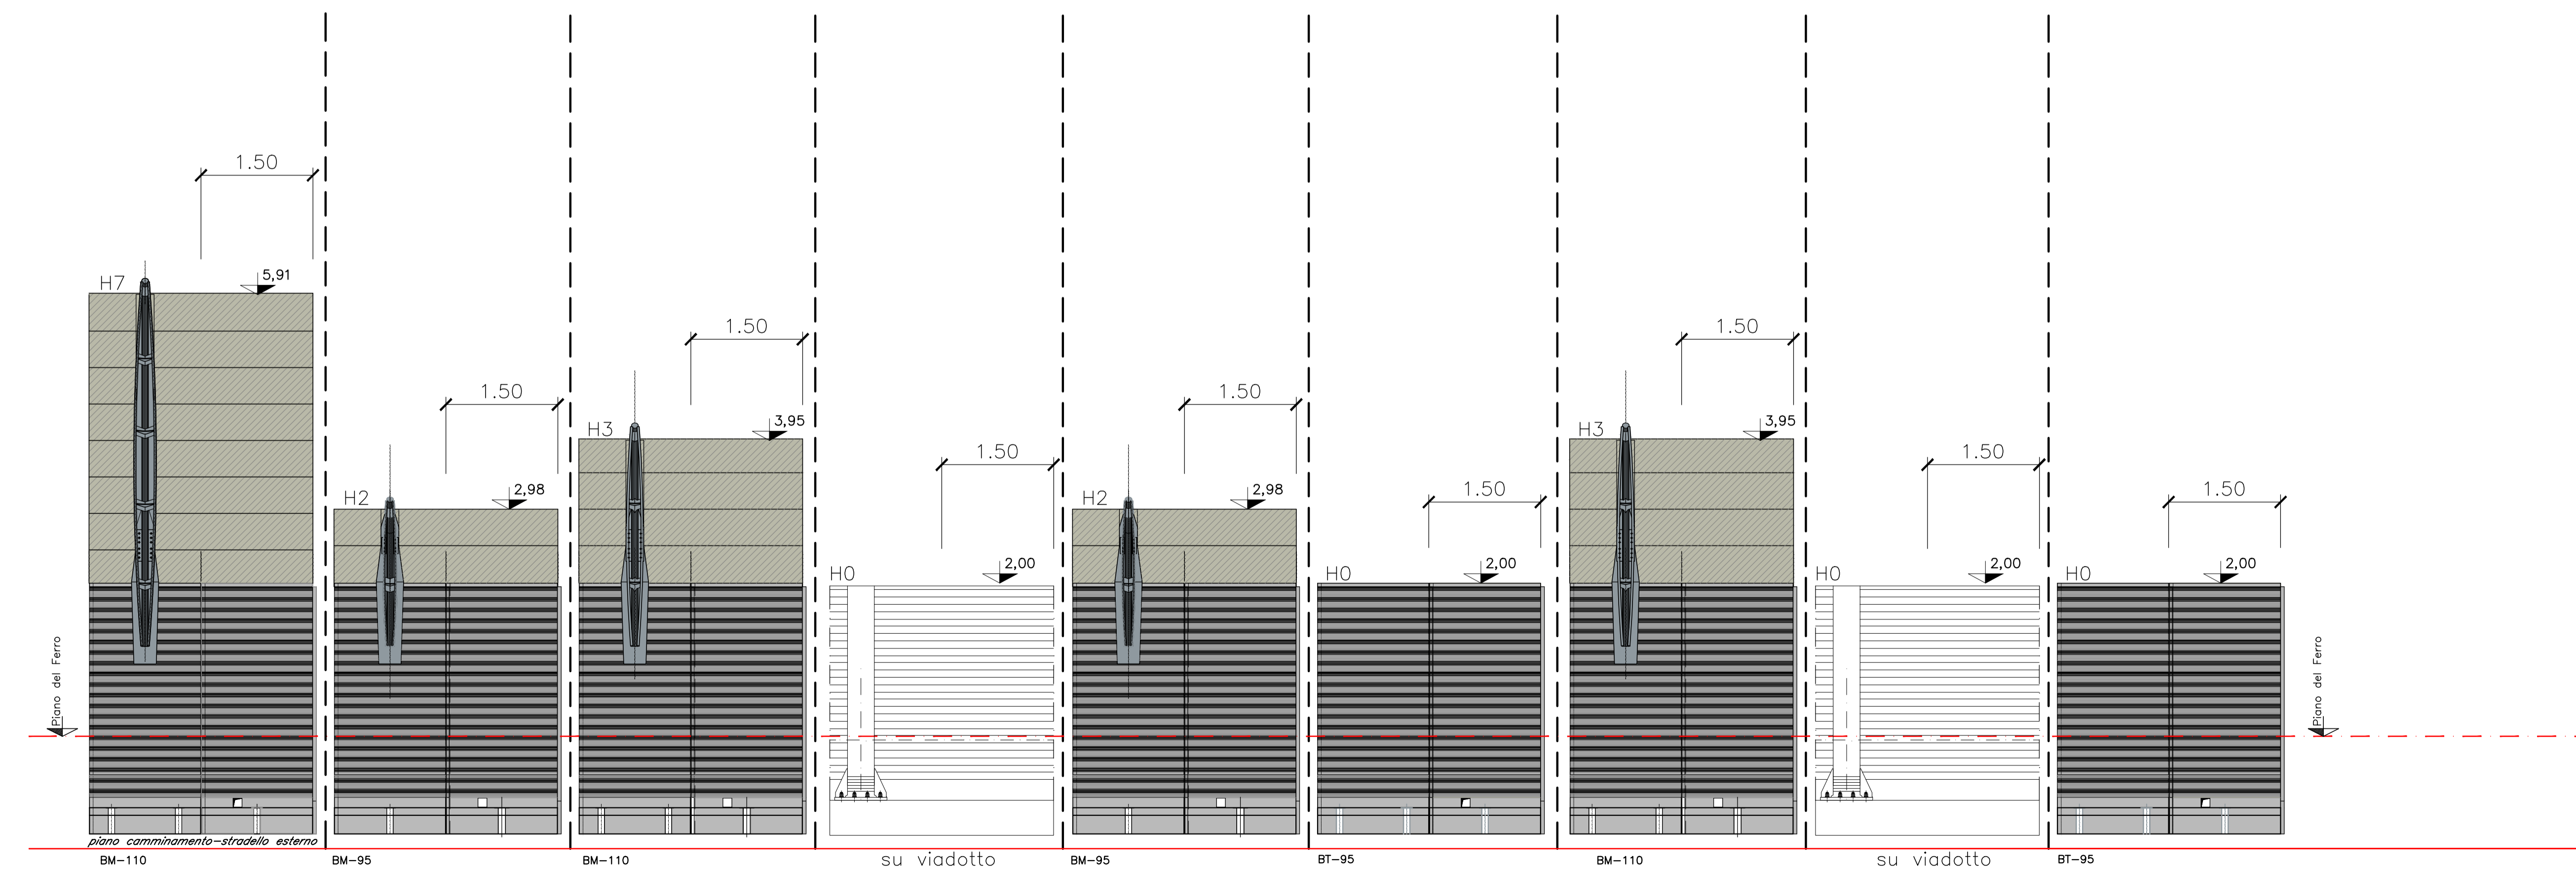 1.50
H7
5,91
1.50
H2
2,98
1.50
H3
3,95
1.50
H0
2,00
1.50
H2
2,98
1.50
H0
2,00
1.50
H3
3,95
1.50
H0
2,00
1.50
H0
2,00
Piano del Ferro
Piano del Ferro
piano camminamento-stradello esterno
BM-110
BM-95
BM-110
su viadotto
BM-95
BT-95
BM-110
su viadotto
BT-95